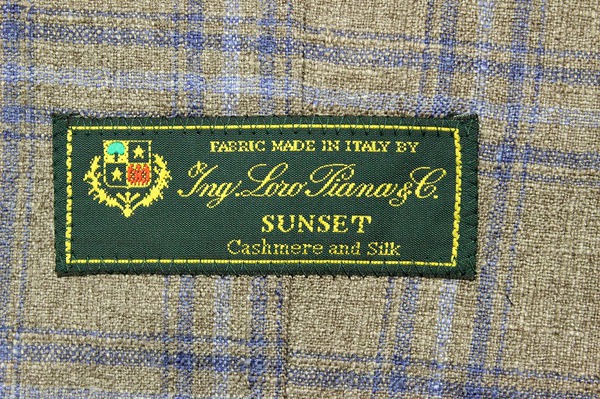 FABRIC MADE IN ITALY BY
Ing. Loro Piana & C.
SUNSET
Cashmere and Silk